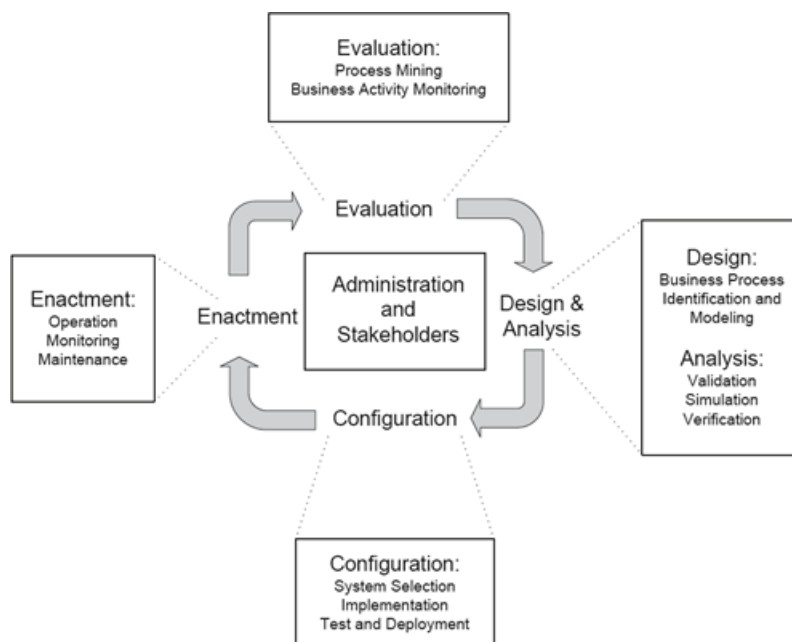 Evaluation:
Process Mining
Business Activity Monitoring
Evaluation
Design:
Business Process
Identification and
Modeling
Analysis:
Validation
Simulation
Verification
Enactment:
Operation
Monitoring
Maintenance
Enactment
Administration
and
Stakeholders
Design &
Analysis
Configuration
Configuration:
System Selection
Implementation
Test and Deployment